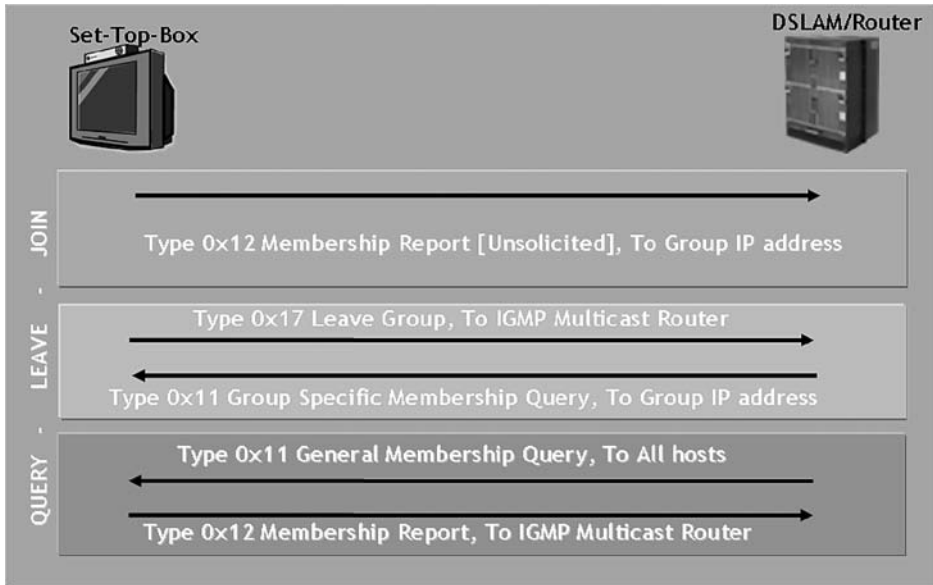 Set-Top-Box
DSLAM/Router
JOIN
Type 0x12 Membership Report [Unsolicited], To Group IP address
-
LEAVE
Type 0x17 Leave Group, To IGMP Multicast Router
Type 0x11 Group Specific Membership Query, To Group IP address
-
QUERY
Type 0x11 General Membership Query, To All hosts
Type 0x12 Membership Report, To IGMP Multicast Router